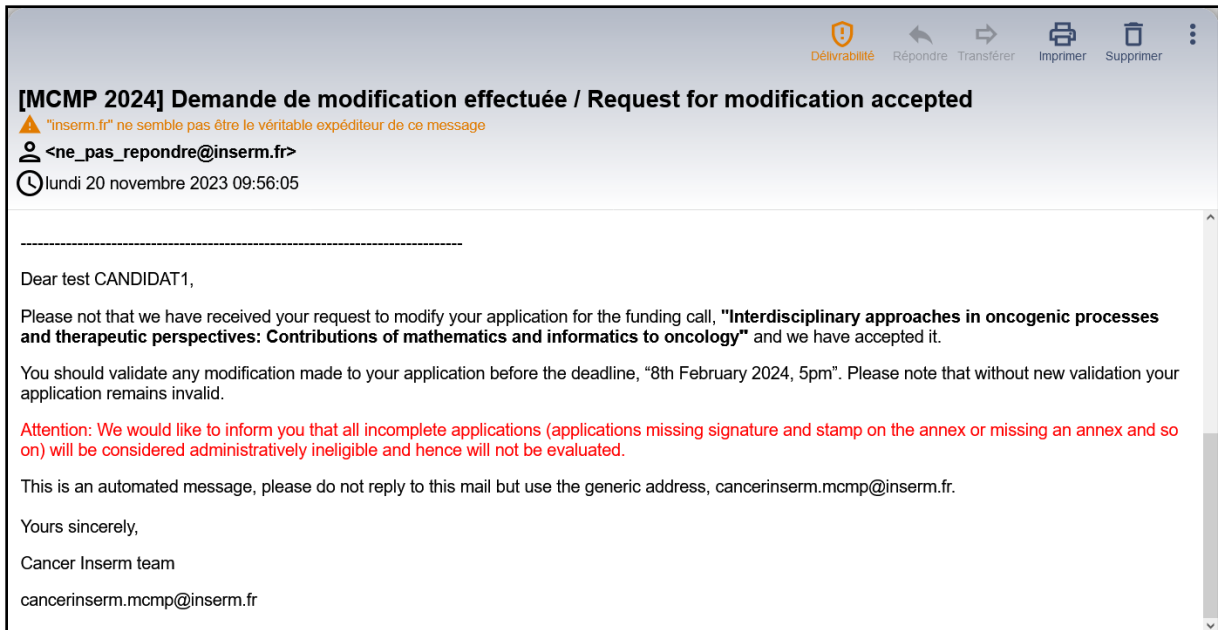 Délivrabilité Répondre Transférer Imprimer Supprimer
[MCMP 2024] Demande de modification effectuée / Request for modification accepted
"inserm.fr" ne semble pas être le véritable expéditeur de ce message
<ne_pas_repondre@inserm.fr>
lundi 20 novembre 2023 09:56:05
-------------------------------------------------------------------------------
Dear test CANDIDAT1,
Please not that we have received your request to modify your application for the funding call, "Interdisciplinary approaches in oncogenic processes
and therapeutic perspectives: Contributions of mathematics and informatics to oncology" and we have accepted it.
You should validate any modification made to your application before the deadline, “8th February 2024, 5pm”. Please note that without new validation your
application remains invalid.
Attention: We would like to inform you that all incomplete applications (applications missing signature and stamp on the annex or missing an annex and so
on) will be considered administratively ineligible and hence will not be evaluated.
This is an automated message, please do not reply to this mail but use the generic address, cancerinserm.mcmp@inserm.fr.
Yours sincerely,
Cancer Inserm team
cancerinserm.mcmp@inserm.fr